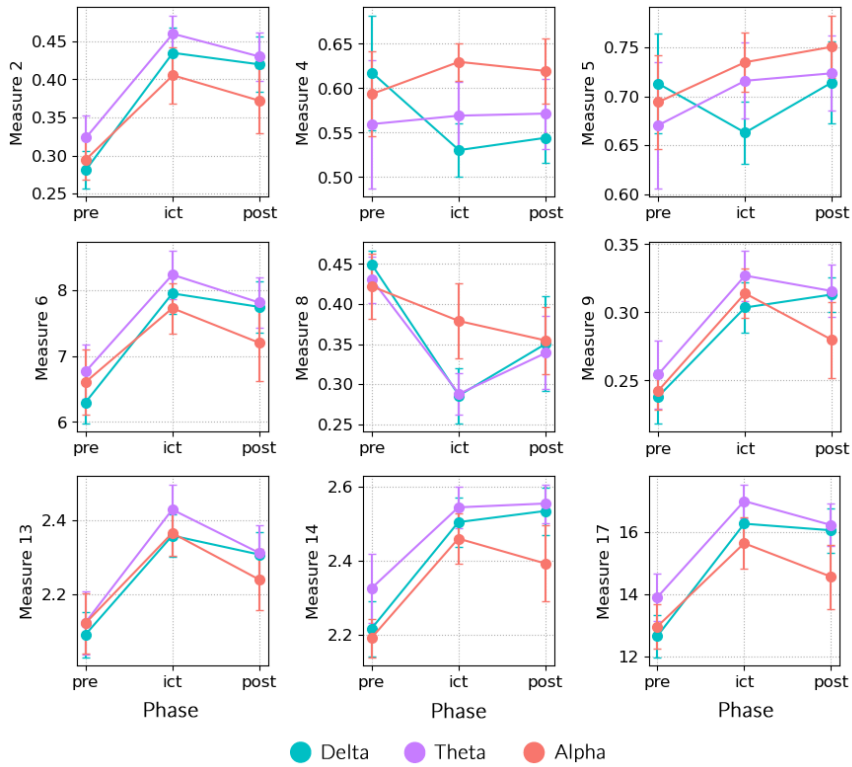 Measure 2
0.45
0.40
0.35
0.30
0.25
pre ict post
Measure 4
0.65
0.60
0.55
0.50
pre ict post
Measure 5
0.75
0.70
0.65
0.60
pre ict post
Measure 6
8
7
6
pre ict post
Measure 8
0.45
0.40
0.35
0.30
0.25
pre ict post
Measure 9
0.35
0.30
0.25
pre ict post
Measure 13
2.4
2.2
pre ict post
Phase
Measure 14
2.6
2.4
2.2
pre ict post
Phase
Measure 17
16
14
12
pre ict post
Phase
Delta Theta Alpha